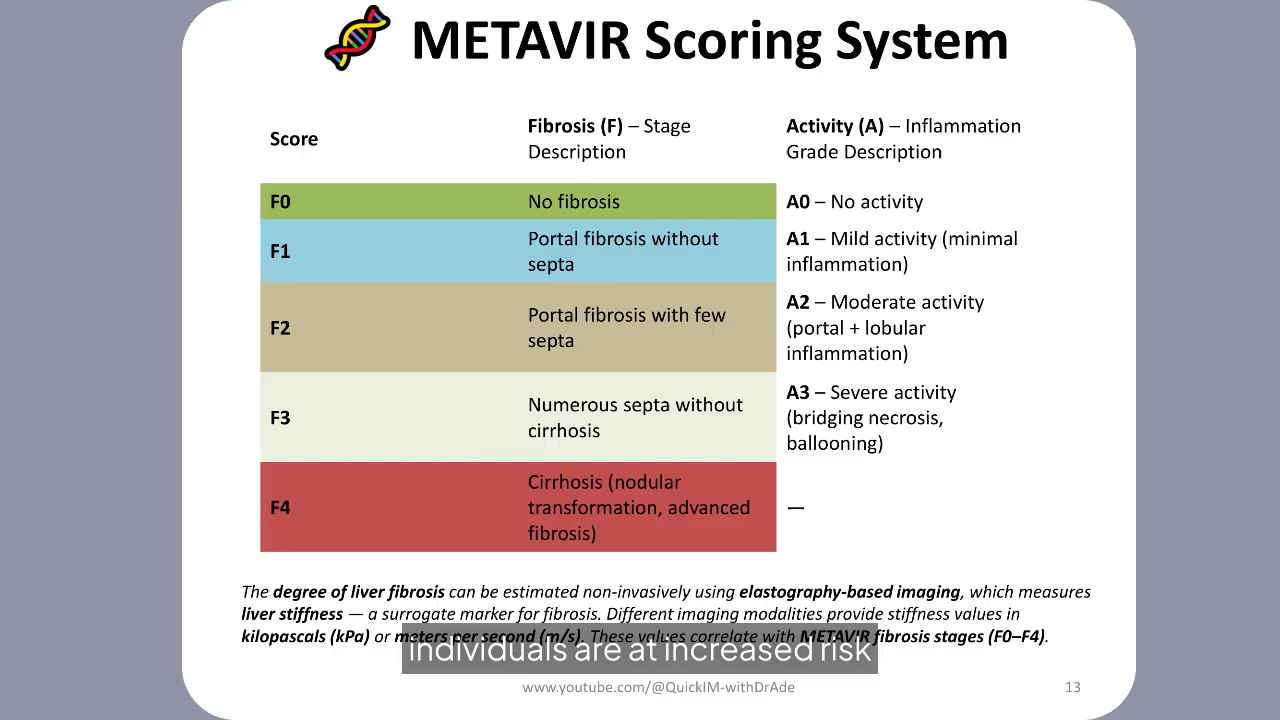 METAVIR Scoring System
Score
Fibrosis (F) – Stage
Description
Activity (A) – Inflammation
Grade Description
F0
No fibrosis
A0 – No activity
F1
Portal fibrosis without
septa
A1 – Mild activity (minimal
inflammation)
F2
Portal fibrosis with few
septa
A2 – Moderate activity
(portal + lobular
inflammation)
F3
Numerous septa without
cirrhosis
A3 – Severe activity
(bridging necrosis,
ballooning)
F4
Cirrhosis (nodular
transformation, advanced
fibrosis)
—
The degree of liver fibrosis can be estimated non-invasively using elastography-based imaging, which measures
liver stiffness — a surrogate marker for fibrosis. Different imaging modalities provide stiffness values in
kilopascals (kPa) or meters per second (m/s). These values correlate with METAVIR fibrosis stages (F0–F4).
individuals are at increased risk
www.youtube.com/@QuickIM-withDrAde
13